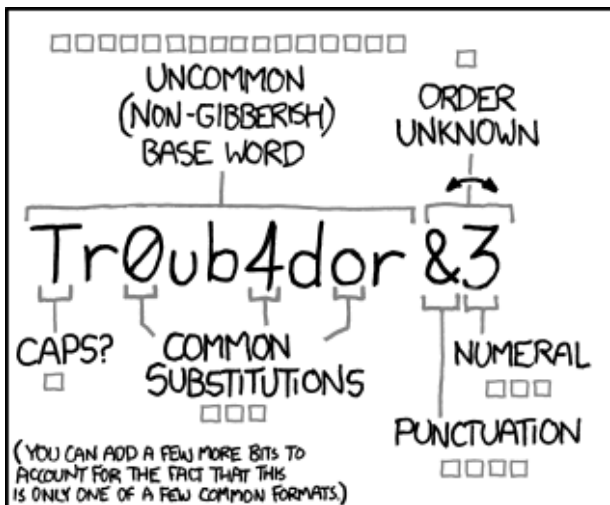 UNCOMMON
(NON-GIBBERISH)
BASE WORD
ORDER
UNKNOWN
Tr0ub4dor &3
CAPS?
COMMON
SUBSTITUTIONS
NUMERAL
PUNCTUATION
(YOU CAN ADD A FEW MORE BITS TO
ACCOUNT FOR THE FACT THAT THIS
IS ONLY ONE OF A FEW COMMON FORMATS.)